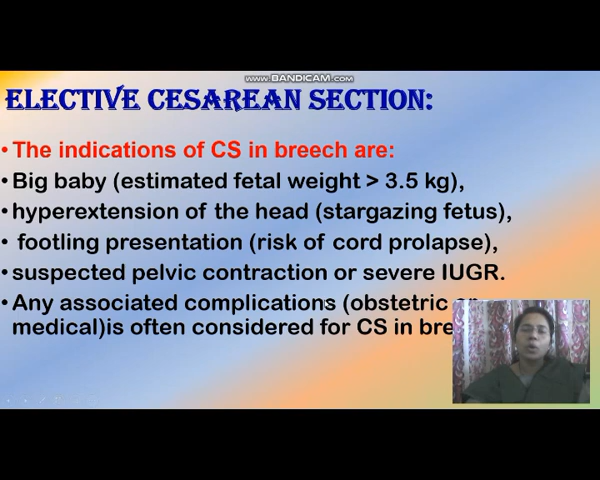 WWW.BANDICAM.COM
ELECTIVE CESAREAN SECTION:
• The indications of CS in breech are:
• Big baby (estimated fetal weight > 3.5 kg),
• hyperextension of the head (stargazing fetus),
• footling presentation (risk of cord prolapse),
• suspected pelvic contraction or severe IUGR.
• Any associated complications (obstetric or
medical)is often considered for CS in bre